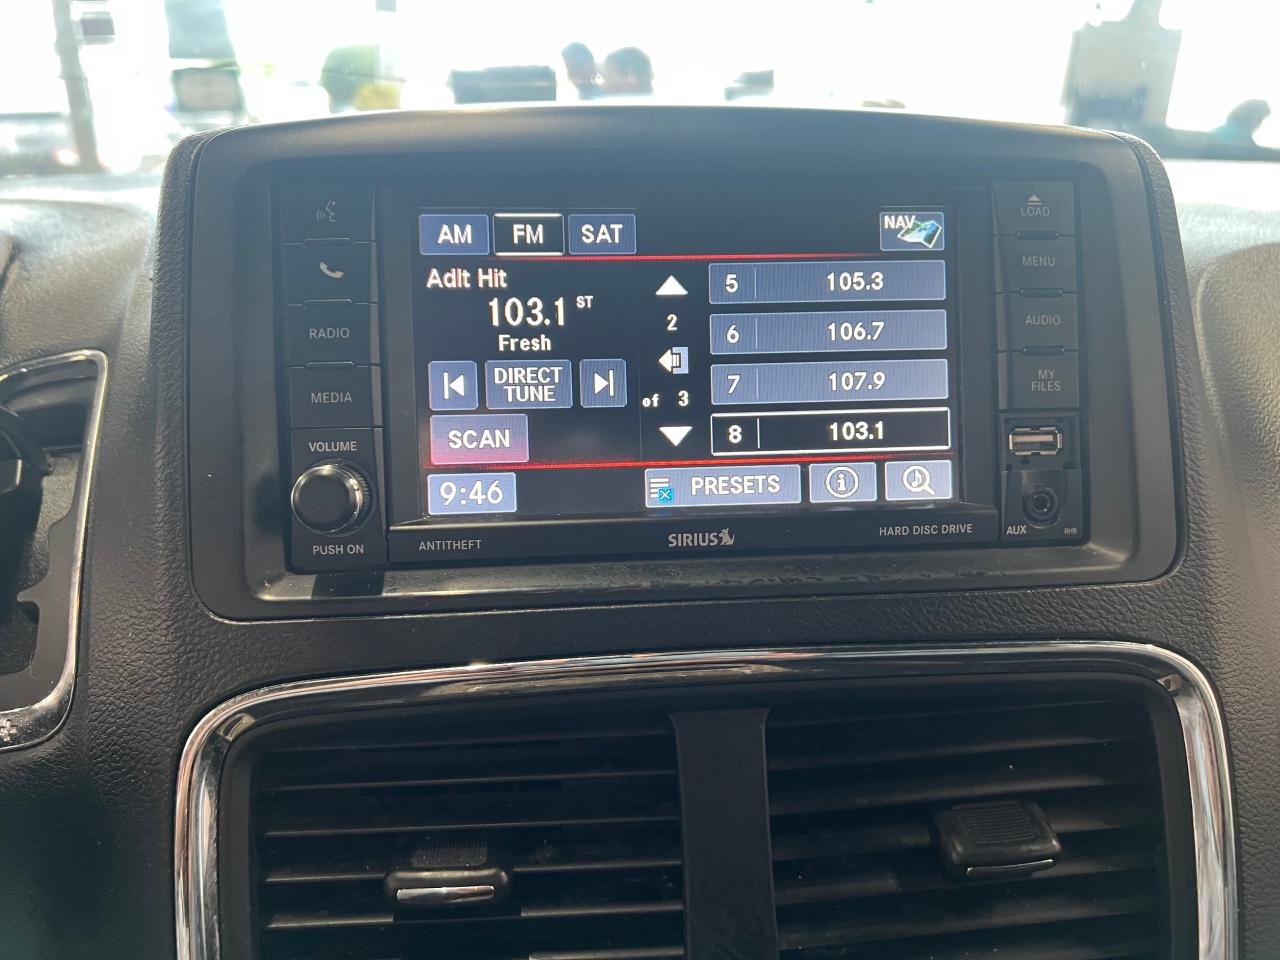 AM FM SAT
NAV
Adlt Hit
103.1 ST
Fresh
DIRECT
TUNE
SCAN
9:46
2
of 3
5 105.3
6 106.7
7 107.9
8 103.1
PRESETS
i
RADIO
MEDIA
VOLUME
PUSH ON
ANTITHEFT
SIRIUS
HARD DISC DRIVE
LOAD
MENU
AUDIO
MY
FILES
AUX
RHB